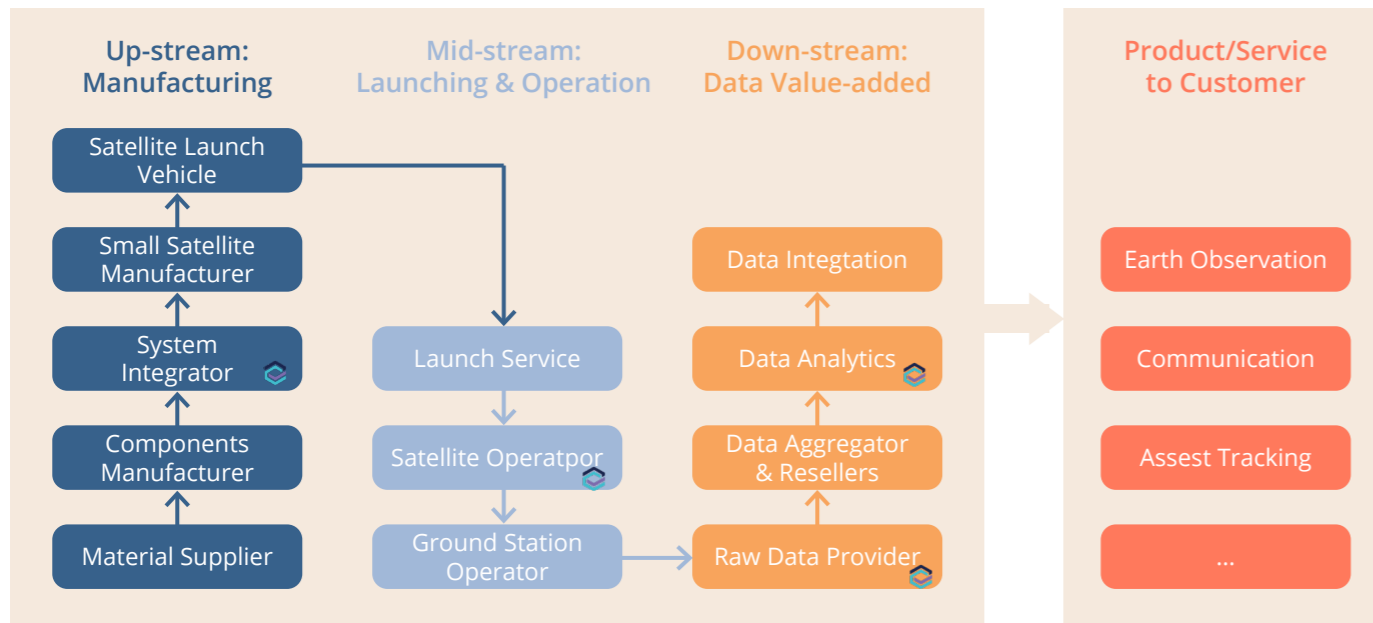 Up-stream:
Manufacturing
Satellite Launch
Vehicle
Small Satellite
Manufacturer
System
Integrator
Components
Manufacturer
Material Supplier
Mid-stream:
Launching & Operation
Launch Service
Satellite Operatpor
Ground Station
Operator
Down-stream:
Data Value-added
Data Integtation
Data Analytics
Data Aggregator
& Resellers
Raw Data Provider
Product/Service
to Customer
Earth Observation
Communication
Assest Tracking
...